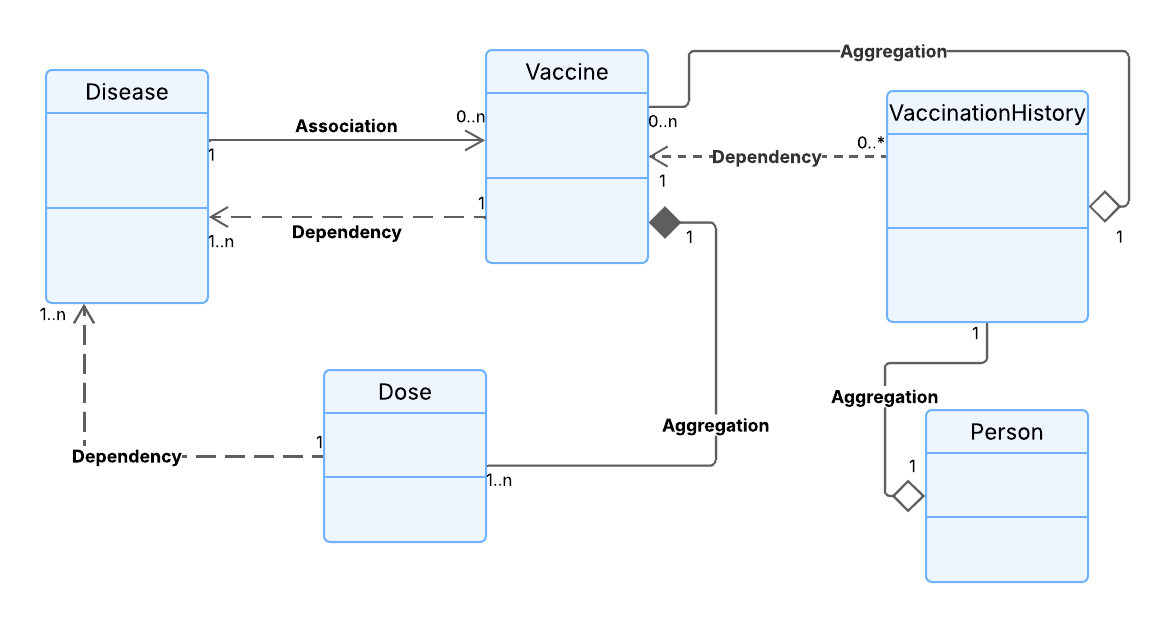 Aggregation
Vaccine
Disease
VaccinationHistory
Association
0..n
0..n
0..*
1
Dependency
1
1
1..n
Dependency
1
1
1..n
1
Dose
Aggregation
Aggregation
Person
1
Dependency
1
1..n